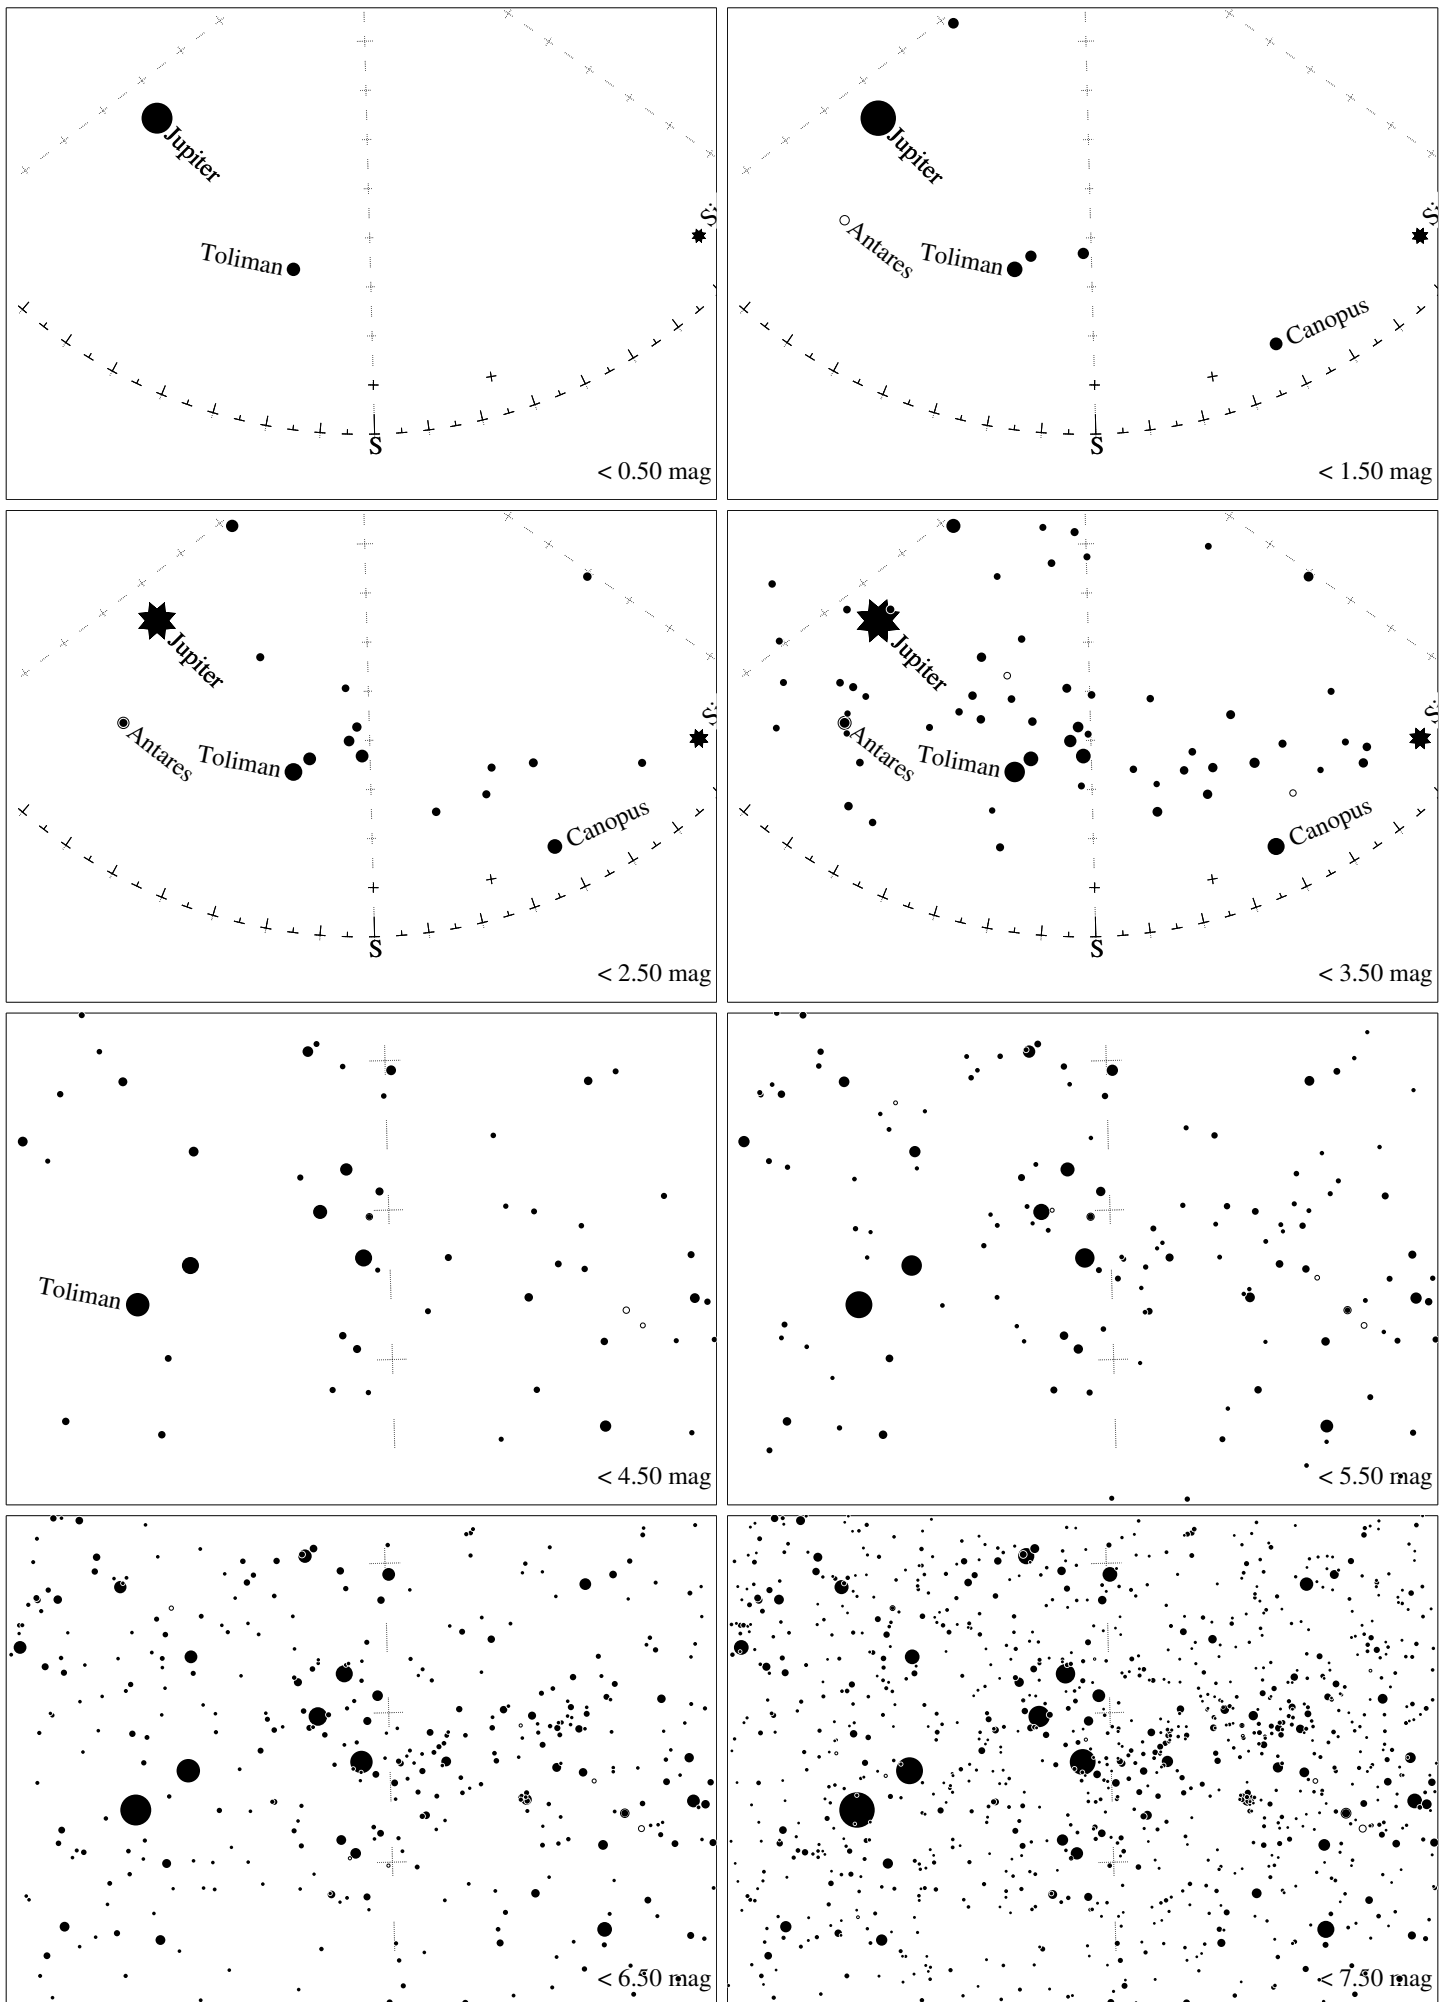 Jupiter
Toliman
S
< 0.50 mag
Jupiter
Antares
Toliman
Canopus
S
< 1.50 mag
Jupiter
Antares
Toliman
Canopus
S
< 2.50 mag
Jupiter
Antares
Toliman
Canopus
S
< 3.50 mag
Toliman
< 4.50 mag
< 5.50 mag
< 6.50 mag
< 7.50 mag